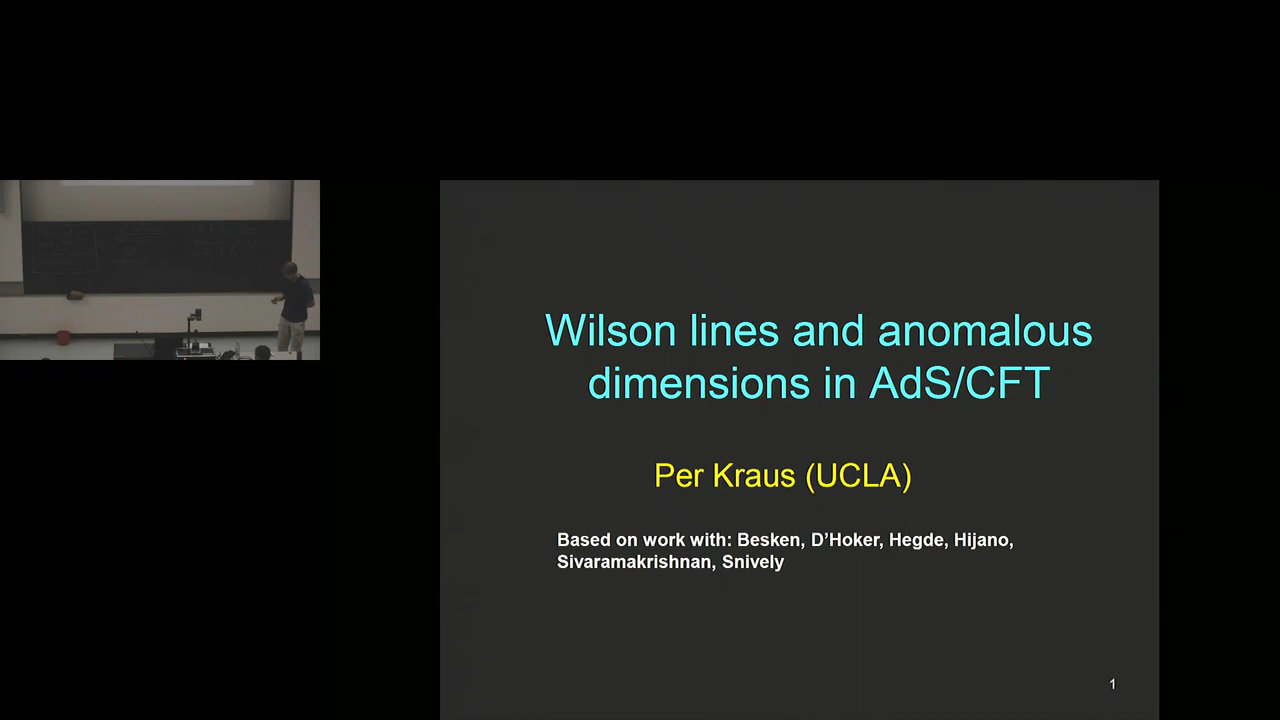 Wilson lines and anomalous
dimensions in AdS/CFT
Per Kraus (UCLA)
Based on work with: Besken, D’Hoker, Hegde, Hijano,
Sivaramakrishnan, Snively
1